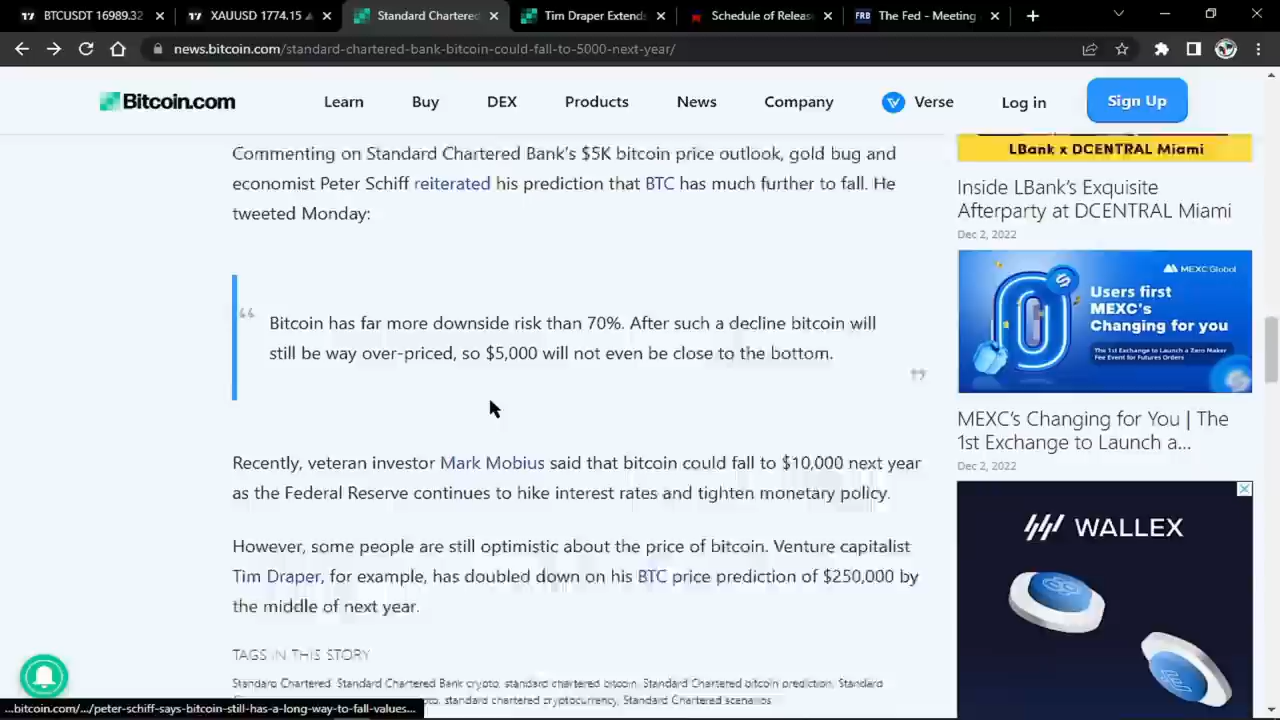 BTCUSDT 16989.32
XAUUSD 1774.15
Standard Chartered
Tim Draper Extends
Schedule of Releas
FRB
The Fed - Meeting
news.bitcoin.com/standard-chartered-bank-bitcoin-could-fall-to-5000-next-year/
Bitcoin.com
Learn
Buy
DEX
Products
News
Company
Verse
Log in
Sign Up
Commenting on Standard Chartered Bank's $5K bitcoin price outlook, gold bug and
economist Peter Schiff reiterated his prediction that BTC has much further to fall. He
tweeted Monday:
“
Bitcoin has far more downside risk than 70%. After such a decline bitcoin will
still be way over-priced, so $5,000 will not even be close to the bottom.
”
Recently, veteran investor Mark Mobius said that bitcoin could fall to $10,000 next year
as the Federal Reserve continues to hike interest rates and tighten monetary policy.
However, some people are still optimistic about the price of bitcoin. Venture capitalist
Tim Draper, for example, has doubled down on his BTC price prediction of $250,000 by
the middle of next year.
TAGS IN THIS STORY
Standard Chartered, Standard Chartered Bank crypto, standard chartered bitcoin, Standard Chartered bitcoin prediction, Standard
standard chartered cryptocurrency, Standard Chartered scenarios
.bitcoin.com/.../peter-schiff-says-bitcoin-still-has-a-long-way-to-fall-values...
LBank x DCENTRAL Miami
Inside LBank's Exquisite
Afterparty at DCENTRAL Miami
Dec 2, 2022
MEXC Global
Users first
MEXC's
Changing for you
The 1st Exchange to Launch a Zero Maker
Fee Event for Futures Orders
MEXC's Changing for You | The
1st Exchange to Launch a...
Dec 2, 2022
WALLEX